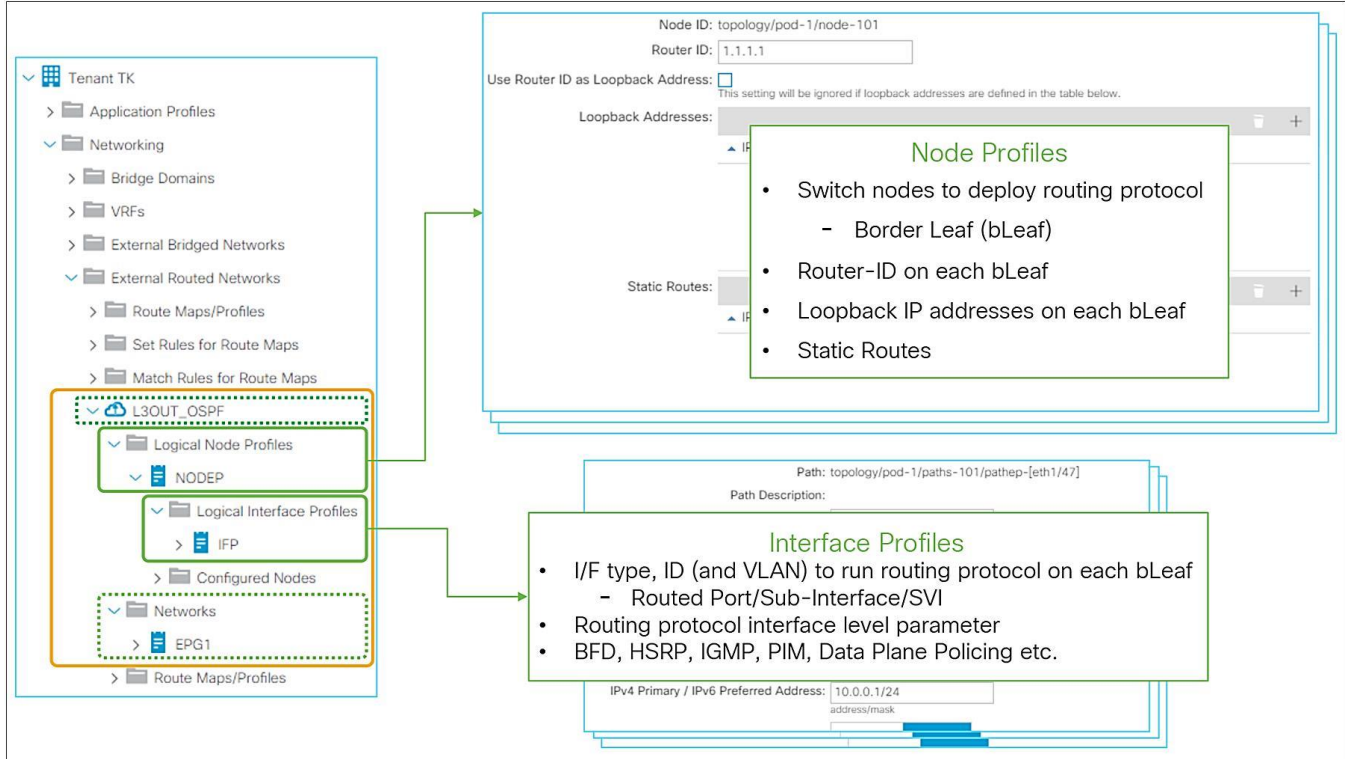 Tenant TK
Application Profiles
Networking
Bridge Domains
VRFs
External Bridged Networks
External Routed Networks
Route Maps/Profiles
Set Rules for Route Maps
Match Rules for Route Maps
L3OUT_OSPF
Logical Node Profiles
NODEP
Logical Interface Profiles
IFP
Configured Nodes
Networks
EPG1
Route Maps/Profiles
Node ID: topology/pod-1/node-101
Router ID: 1.1.1.1
Use Router ID as Loopback Address:
This setting will be ignored if loopback addresses are defined in the table below.
Loopback Addresses:
Node Profiles
• Switch nodes to deploy routing protocol
- Border Leaf (bLeaf)
• Router-ID on each bLeaf
• Loopback IP addresses on each bLeaf
• Static Routes
Static Routes:
Path: topology/pod-1/paths-101/pathep-[eth1/47]
Path Description:
Interface Profiles
• I/F type, ID (and VLAN) to run routing protocol on each bLeaf
- Routed Port/Sub-Interface/SVI
• Routing protocol interface level parameter
• BFD, HSRP, IGMP, PIM, Data Plane Policing etc.
IPv4 Primary / IPv6 Preferred Address: 10.0.0.1/24
address/mask